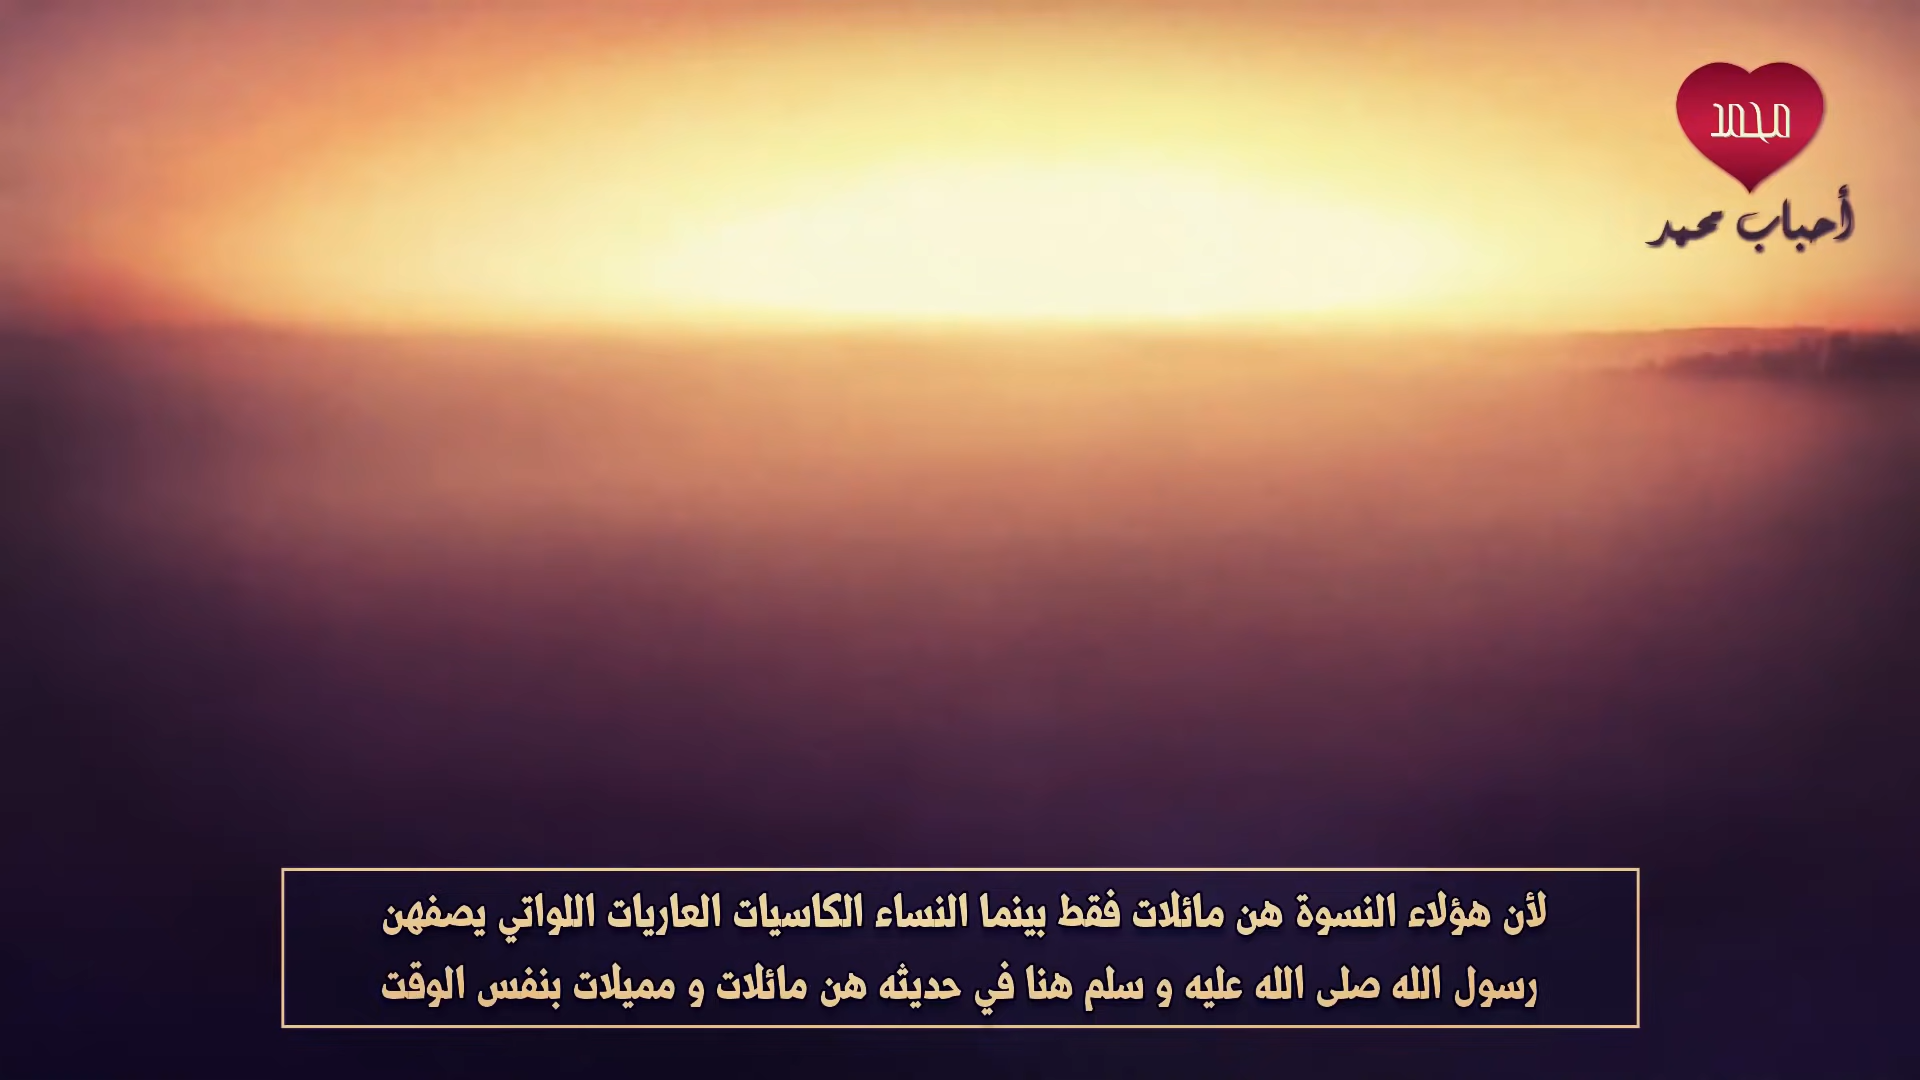 محمد
أحباب محمد
لأن هؤلاء النسوة هن مائلات فقط بينما النساء الكاسيات العاريات اللواتي يصفهن
رسول الله صلى الله عليه و سلم هنا في حديثه هن مائلات و مميلات بنفس الوقت